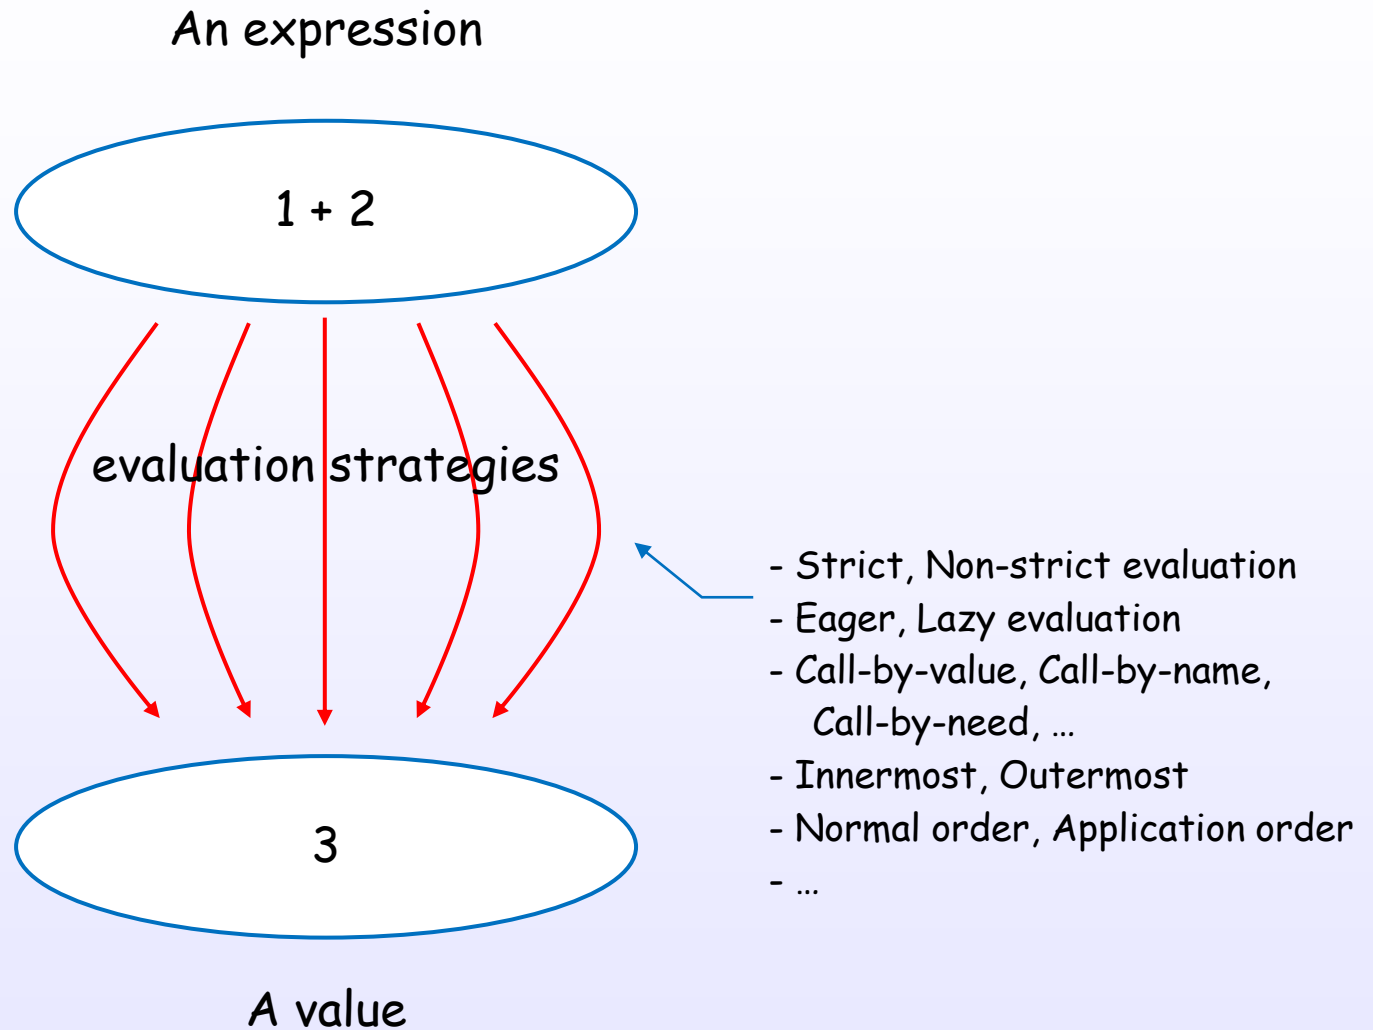 An expression
1 + 2
evaluation strategies
- Strict, Non-strict evaluation
- Eager, Lazy evaluation
- Call-by-value, Call-by-name,
Call-by-need, ...
- Innermost, Outermost
- Normal order, Application order
- ...
3
A value